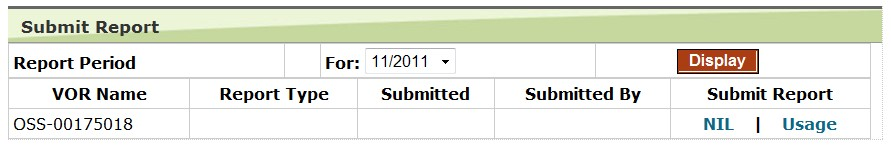 Submit Report
Report Period For: 11/2011 Display
VOR Name Report Type Submitted Submitted By Submit Report
OSS-00175018 NIL | Usage